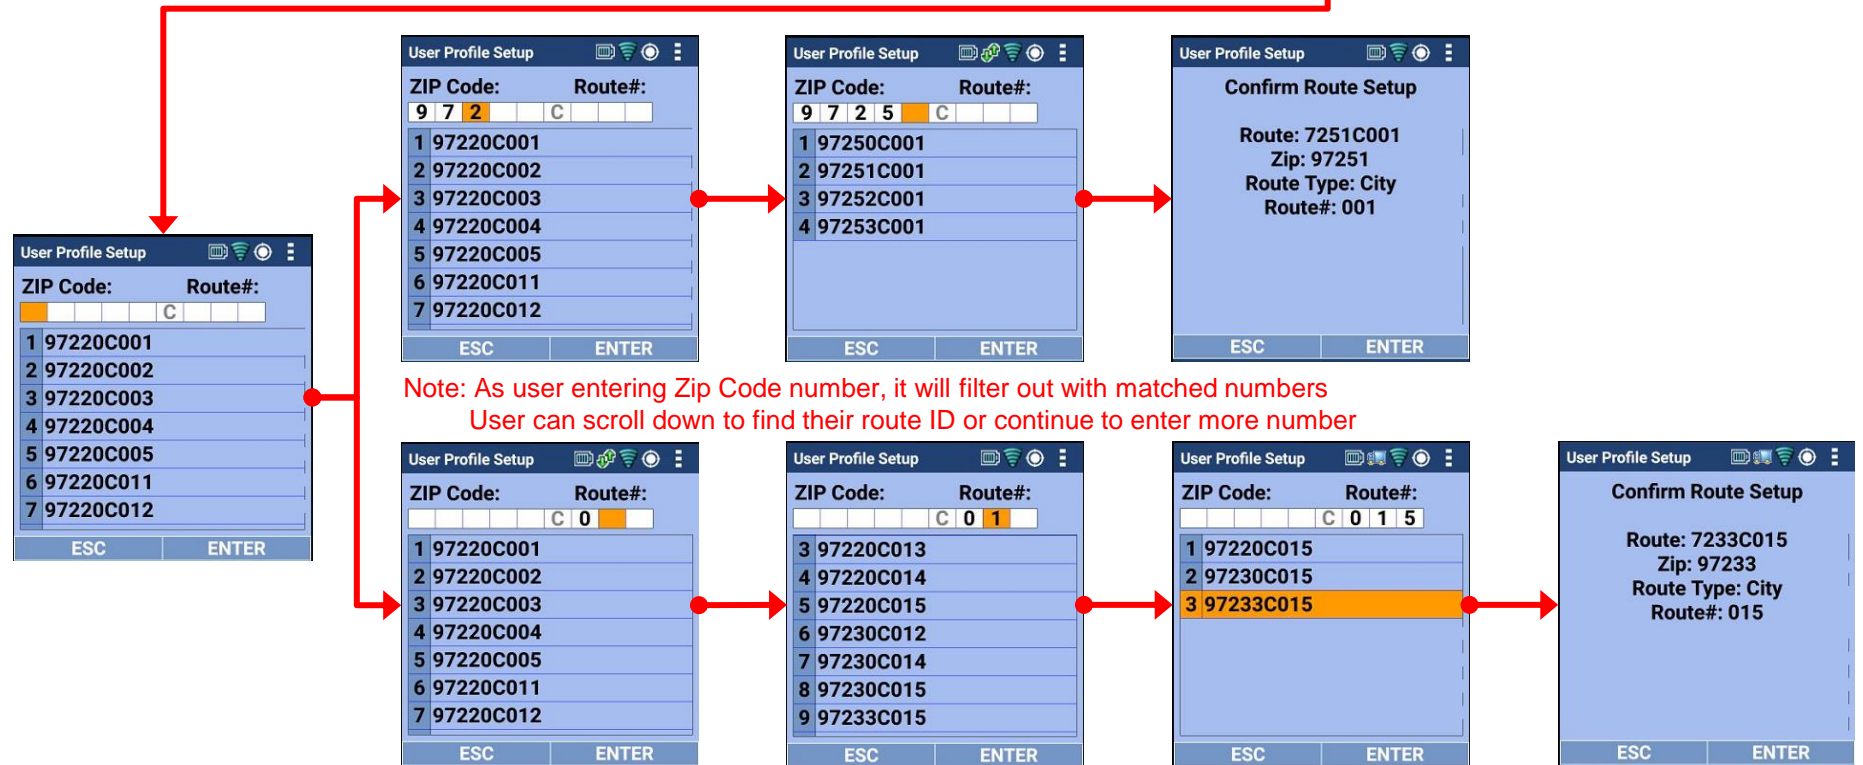 User Profile Setup
ZIP Code: Route#:
C
1 97220C001
2 97220C002
3 97220C003
4 97220C004
5 97220C005
6 97220C011
7 97220C012
ESC ENTER
User Profile Setup
ZIP Code: Route#:
9 7 2 C
1 97220C001
2 97220C002
3 97220C003
4 97220C004
5 97220C005
6 97220C011
7 97220C012
ESC ENTER
User Profile Setup
ZIP Code: Route#:
9 7 2 5 C
1 97250C001
2 97251C001
3 97252C001
4 97253C001
ESC ENTER
User Profile Setup
Confirm Route Setup
Route: 7251C001
Zip: 97251
Route Type: City
Route#: 001
ESC ENTER
Note: As user entering Zip Code number, it will filter out with matched numbers
User can scroll down to find their route ID or continue to enter more number
User Profile Setup
ZIP Code: Route#:
C 0
1 97220C001
2 97220C002
3 97220C003
4 97220C004
5 97220C005
6 97220C011
7 97220C012
ESC ENTER
User Profile Setup
ZIP Code: Route#:
C 0 1
3 97220C013
4 97220C014
5 97220C015
6 97230C012
7 97230C014
8 97230C015
9 97233C015
ESC ENTER
User Profile Setup
ZIP Code: Route#:
C 0 1 5
1 97220C015
2 97230C015
3 97233C015
ESC ENTER
User Profile Setup
Confirm Route Setup
Route: 7233C015
Zip: 97233
Route Type: City
Route#: 015
ESC ENTER